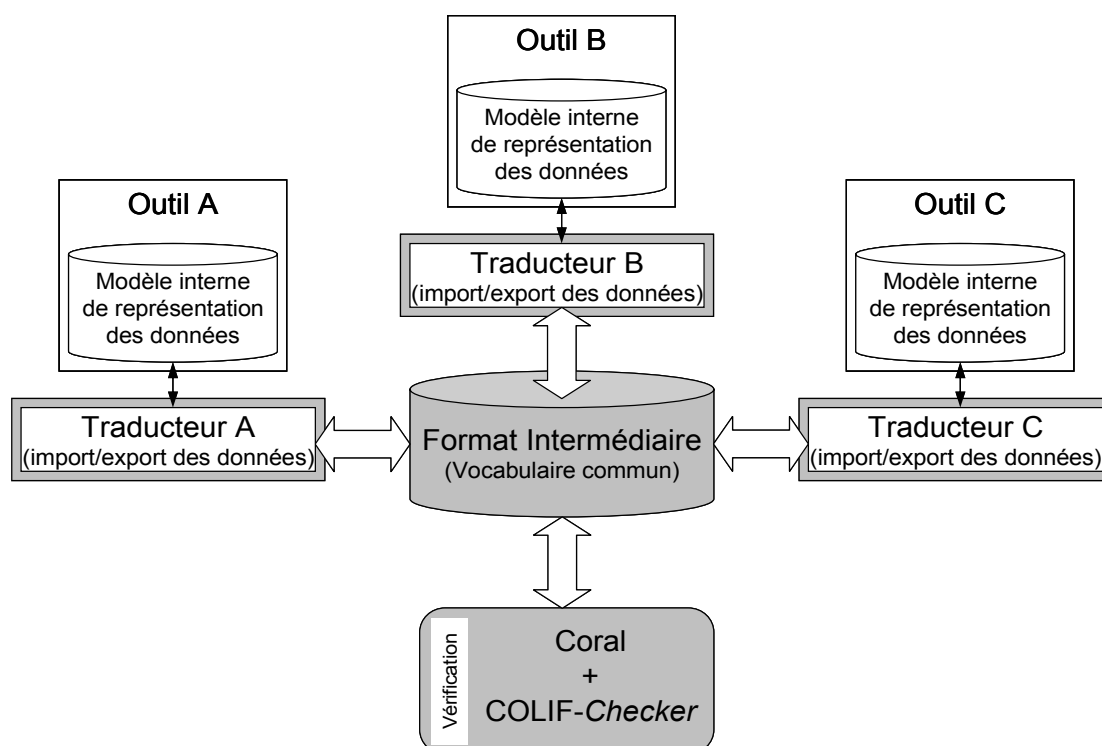 Outil B
Modèle interne
de représentation
des données
Outil A
Modèle interne
de représentation
des données
Outil C
Modèle interne
de représentation
des données
Traducteur B
(import/export des données)
Traducteur A
(import/export des données)
Format Intermédiaire
(Vocabulaire commun)
Traducteur C
(import/export des données)
Vérification
Coral
+
COLIF-Checker